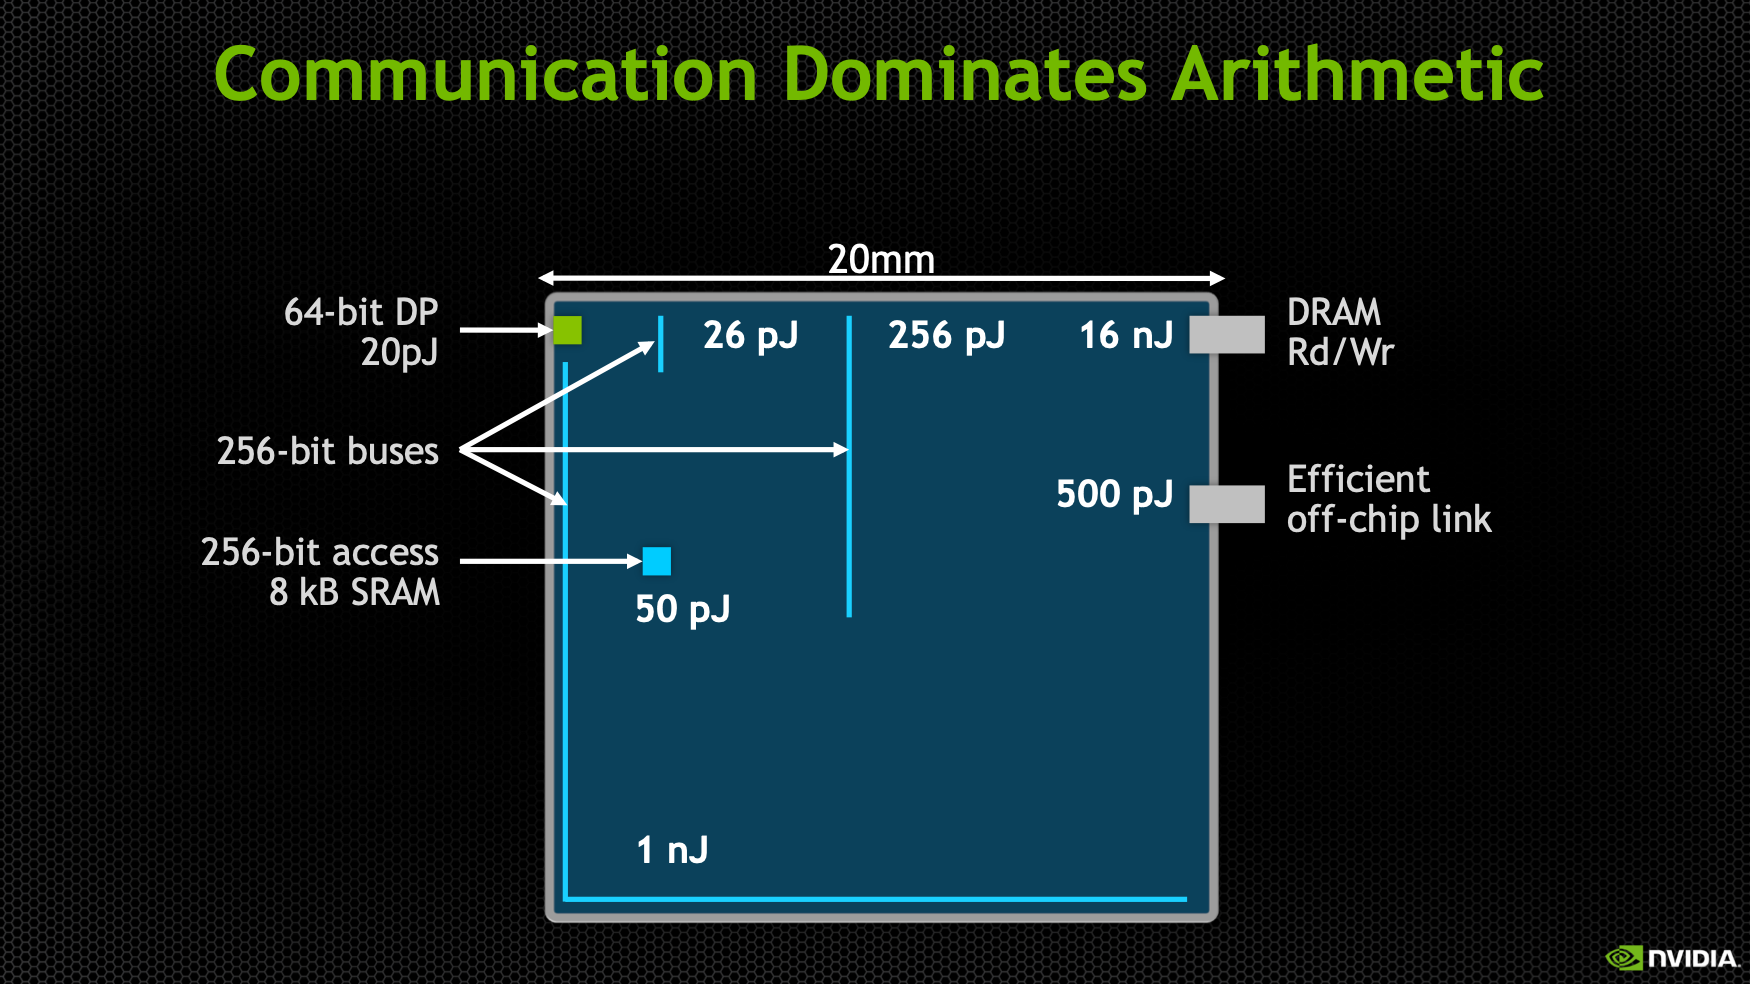 Communication Dominates Arithmetic
20mm
64-bit DP
20pJ
26 pJ
256 pJ
16 nJ
DRAM
Rd/Wr
256-bit buses
500 pJ
Efficient
off-chip link
256-bit access
8 kB SRAM
50 pJ
1 nJ
NVIDIA.